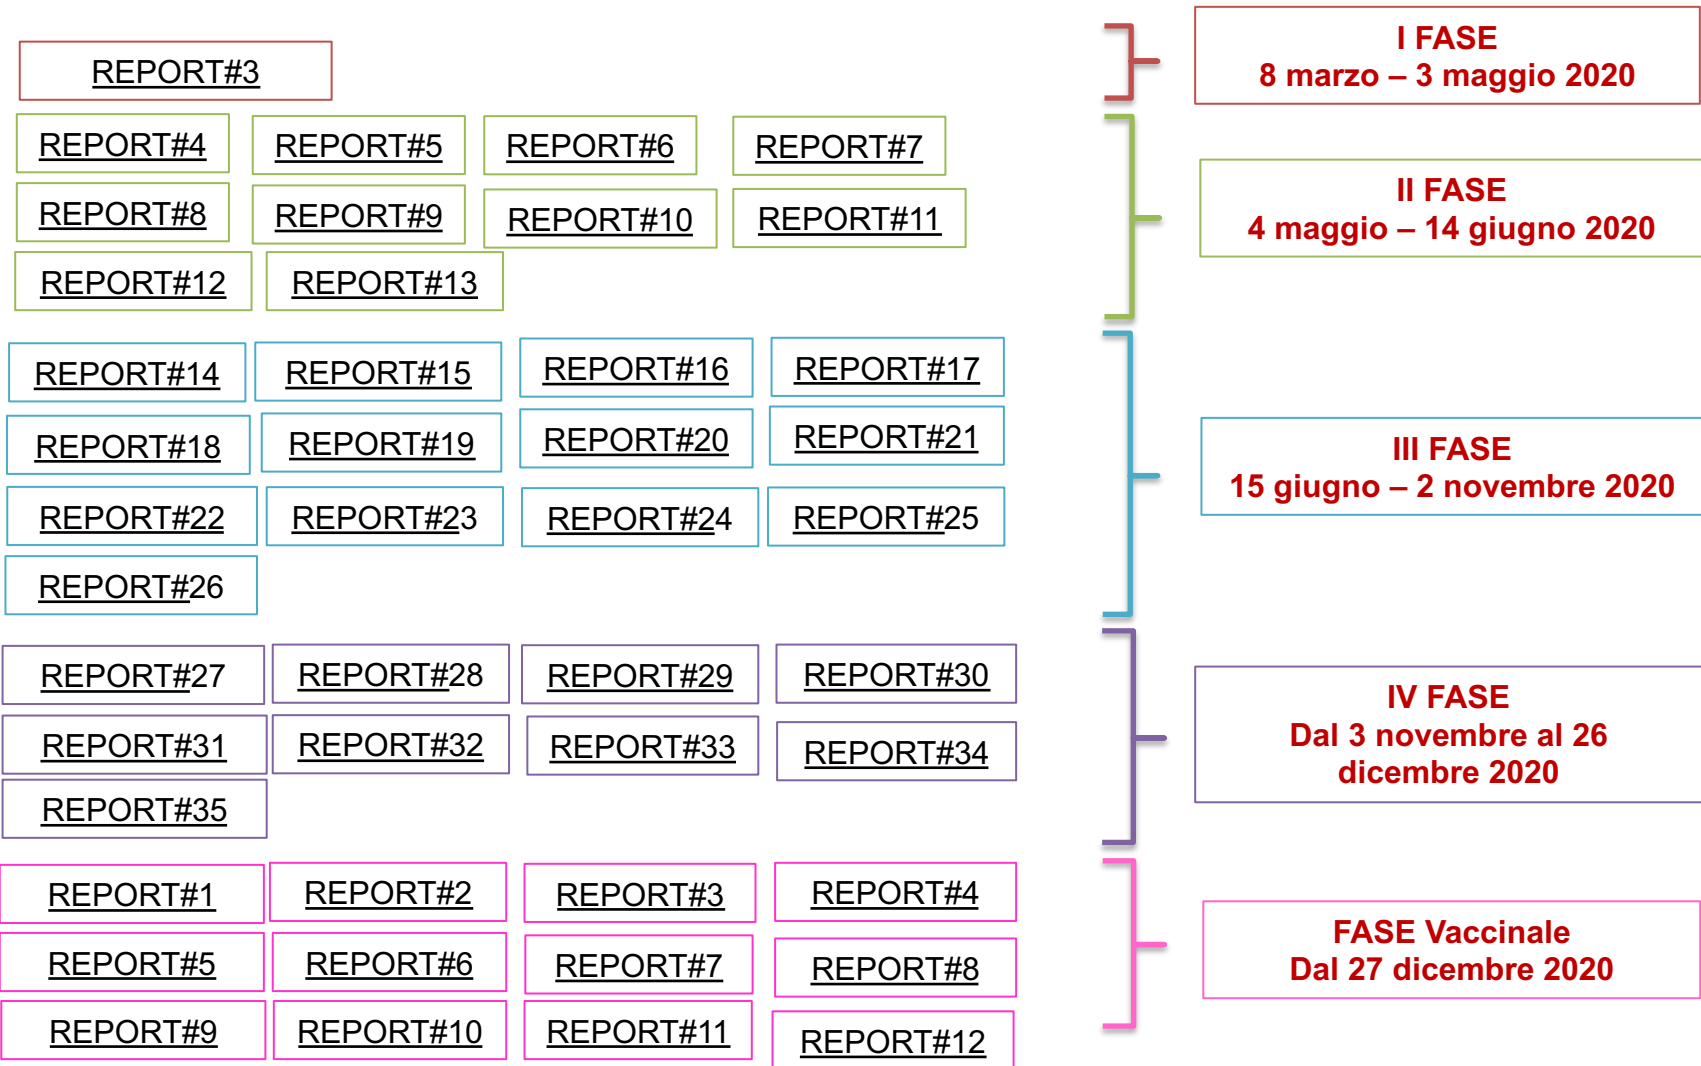 REPORT#3
I FASE
8 marzo – 3 maggio 2020
REPORT#4
REPORT#5
REPORT#6
REPORT#7
REPORT#8
REPORT#9
REPORT#10
REPORT#11
REPORT#12
REPORT#13
II FASE
4 maggio – 14 giugno 2020
REPORT#14
REPORT#15
REPORT#16
REPORT#17
REPORT#18
REPORT#19
REPORT#20
REPORT#21
REPORT#22
REPORT#23
REPORT#24
REPORT#25
REPORT#26
III FASE
15 giugno – 2 novembre 2020
REPORT#27
REPORT#28
REPORT#29
REPORT#30
REPORT#31
REPORT#32
REPORT#33
REPORT#34
REPORT#35
IV FASE
Dal 3 novembre al 26
dicembre 2020
REPORT#1
REPORT#2
REPORT#3
REPORT#4
REPORT#5
REPORT#6
REPORT#7
REPORT#8
REPORT#9
REPORT#10
REPORT#11
REPORT#12
FASE Vaccinale
Dal 27 dicembre 2020